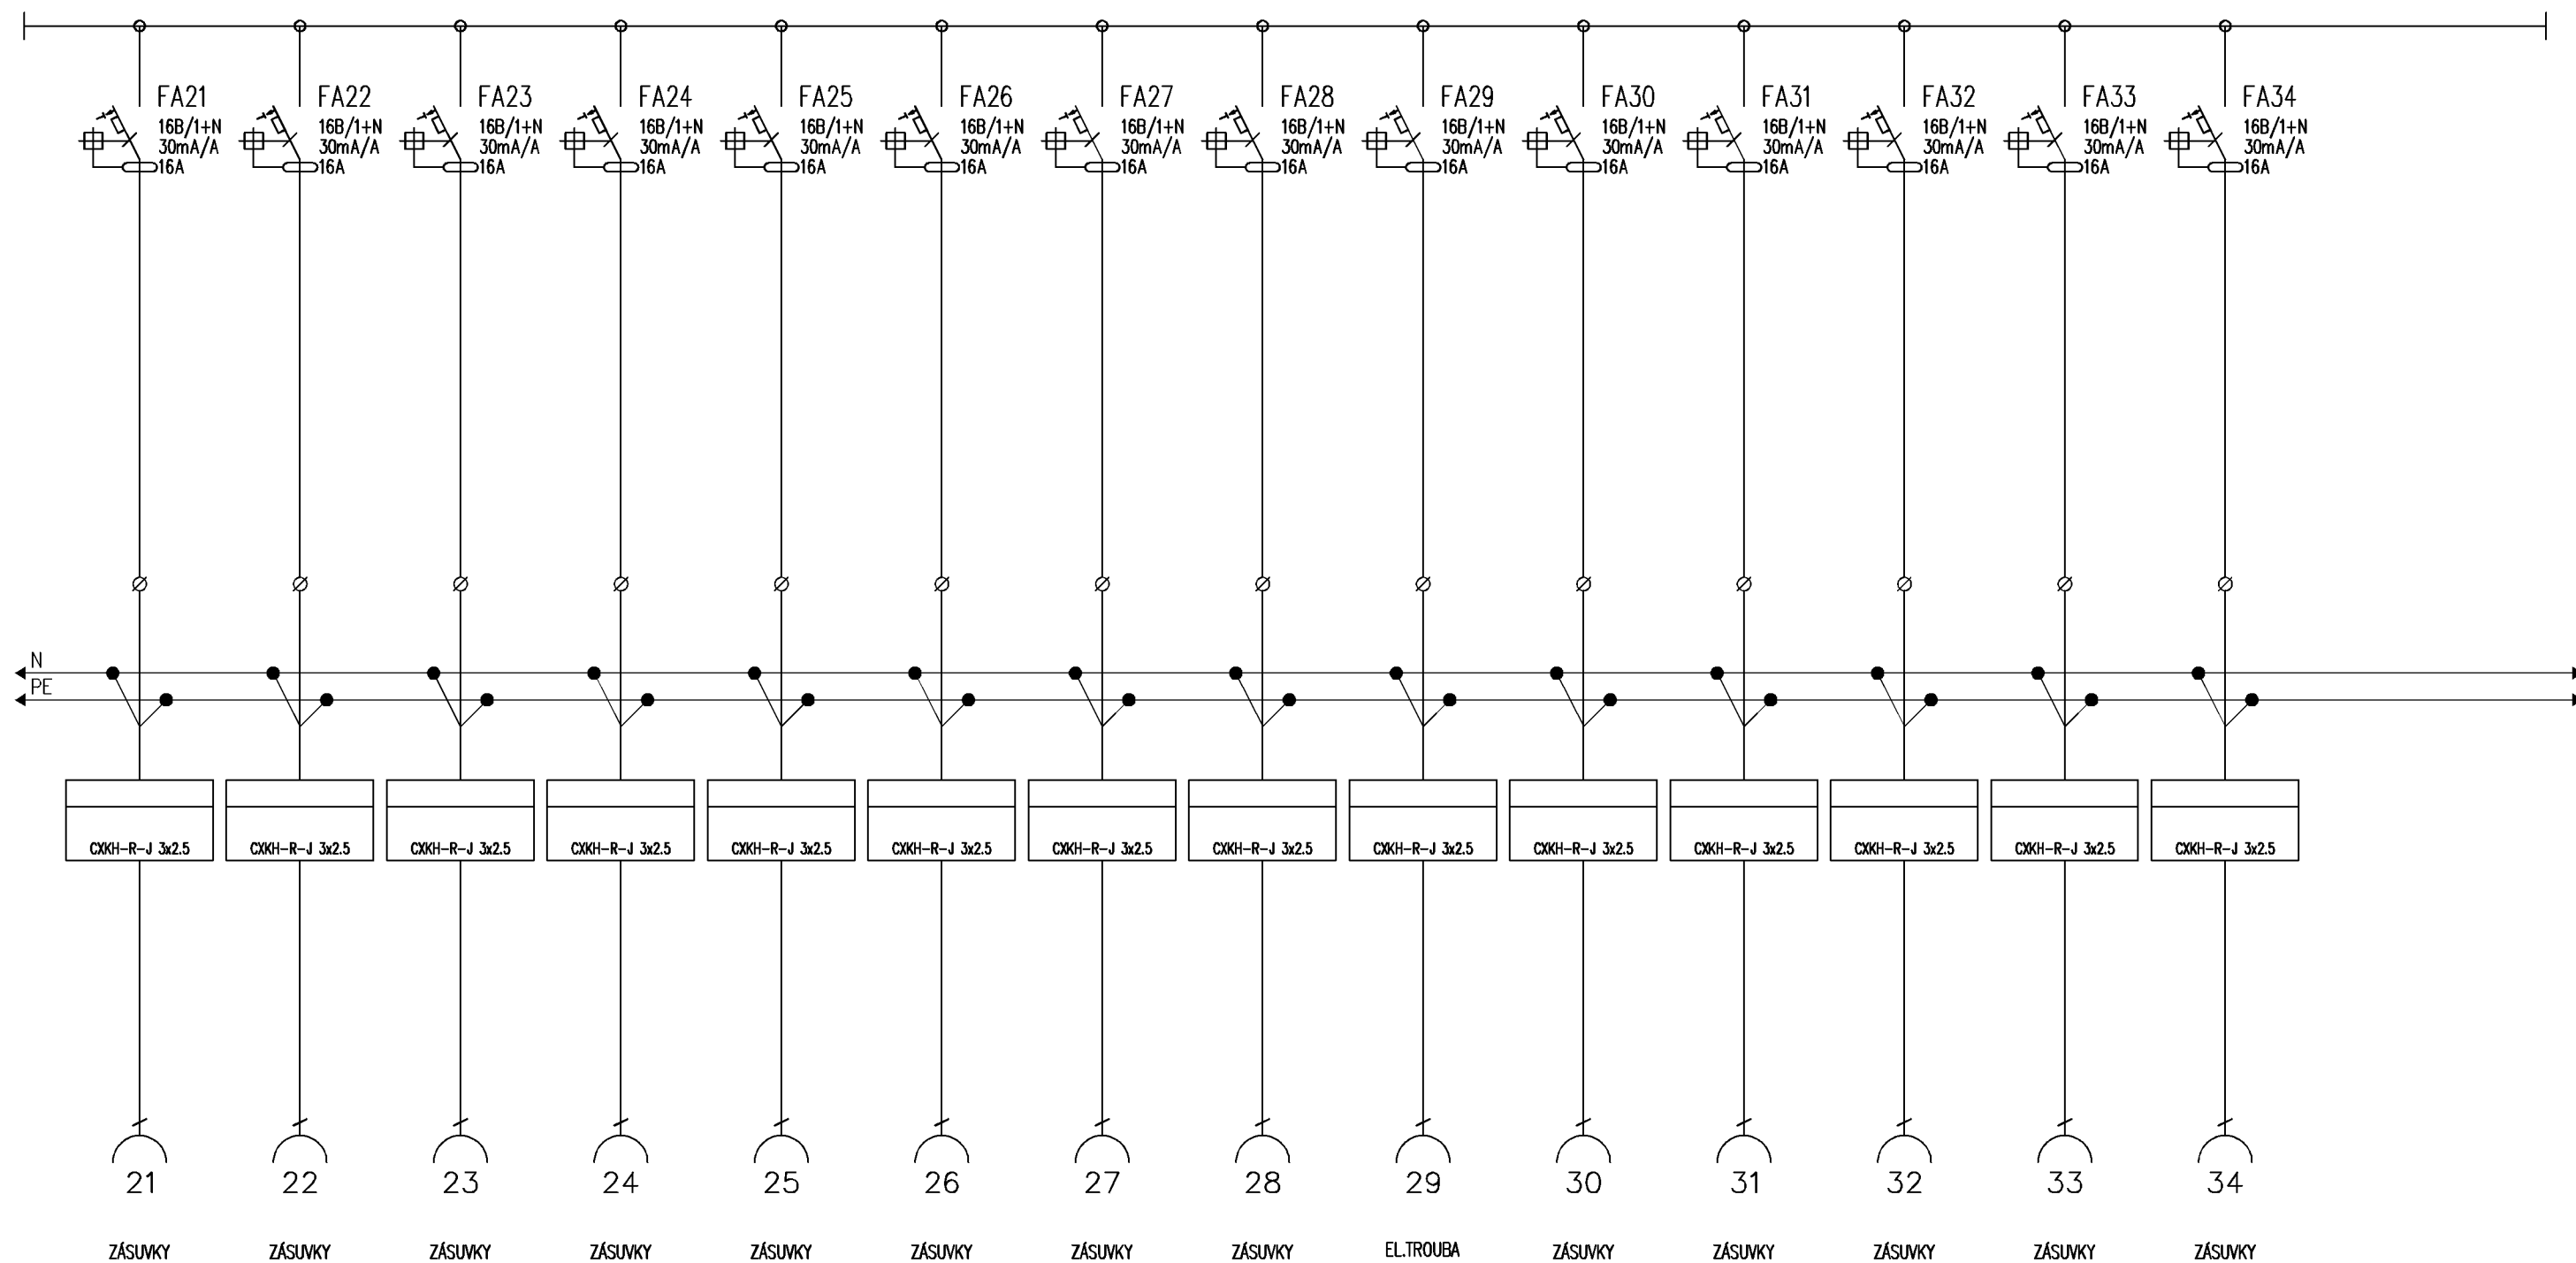 FA21
16B/1+N
30mA/A
16A
FA22
16B/1+N
30mA/A
16A
FA23
16B/1+N
30mA/A
16A
FA24
16B/1+N
30mA/A
16A
FA25
16B/1+N
30mA/A
16A
FA26
16B/1+N
30mA/A
16A
FA27
16B/1+N
30mA/A
16A
FA28
16B/1+N
30mA/A
16A
FA29
16B/1+N
30mA/A
16A
FA30
16B/1+N
30mA/A
16A
FA31
16B/1+N
30mA/A
16A
FA32
16B/1+N
30mA/A
16A
FA33
16B/1+N
30mA/A
16A
FA34
16B/1+N
30mA/A
16A
N
PE
CXKH-R-J 3x2.5
CXKH-R-J 3x2.5
CXKH-R-J 3x2.5
CXKH-R-J 3x2.5
CXKH-R-J 3x2.5
CXKH-R-J 3x2.5
CXKH-R-J 3x2.5
CXKH-R-J 3x2.5
CXKH-R-J 3x2.5
CXKH-R-J 3x2.5
CXKH-R-J 3x2.5
CXKH-R-J 3x2.5
CXKH-R-J 3x2.5
CXKH-R-J 3x2.5
21
22
23
24
25
26
27
28
29
30
31
32
33
34
ZÁSUVKY
ZÁSUVKY
ZÁSUVKY
ZÁSUVKY
ZÁSUVKY
ZÁSUVKY
ZÁSUVKY
ZÁSUVKY
EL.TROUBA
ZÁSUVKY
ZÁSUVKY
ZÁSUVKY
ZÁSUVKY
ZÁSUVKY